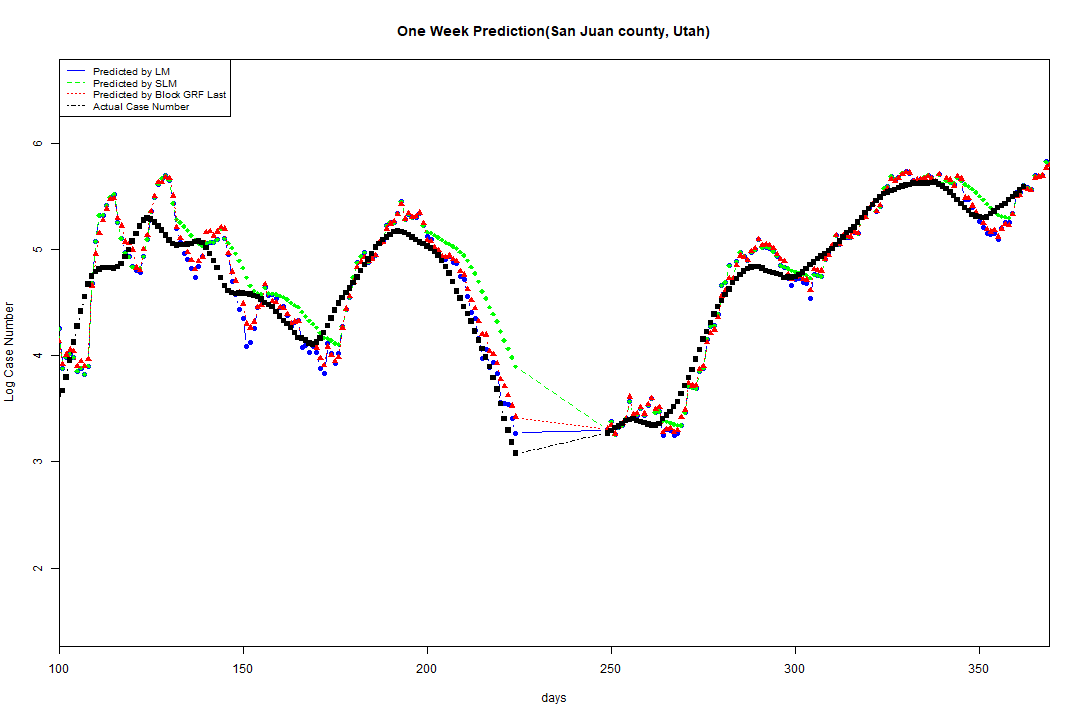 One Week Prediction(San Juan county, Utah)
Predicted by LM
Predicted by SLM
Predicted by Block GRF Last
Actual Case Number
6
5
4
3
2
Log Case Number
100 150 200 250 300 350
days